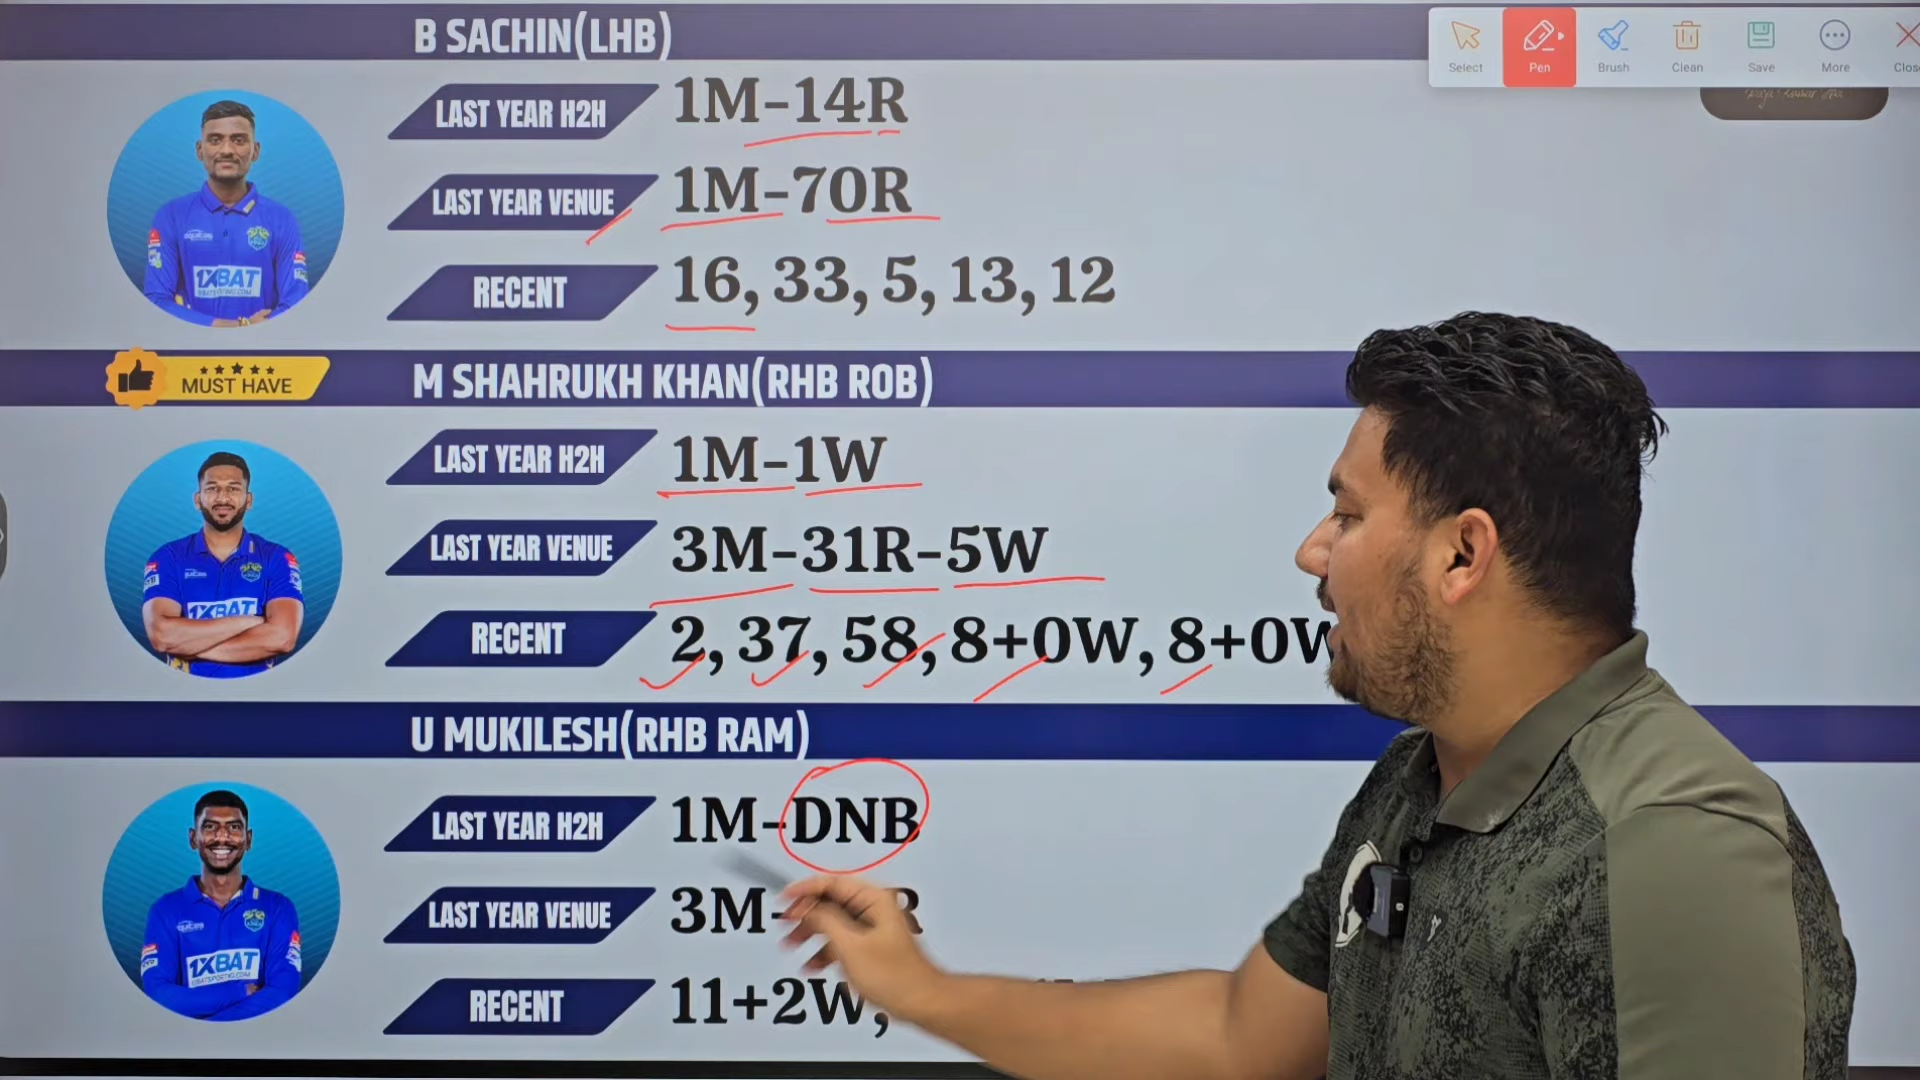 B SACHIN(LHB)
Select Pen Brush Clean Save More
LAST YEAR H2H 1M-14R
LAST YEAR VENUE 1M-70R
RECENT 16, 33, 5, 13, 12
1XBAT
MUST HAVE
M SHAHRUKH KHAN(RHB ROB)
LAST YEAR H2H 1M-1W
LAST YEAR VENUE 3M-31R-5W
RECENT 2, 37, 58, 8+0W, 8+0W
1XBAT
U MUKILESH(RHB RAM)
LAST YEAR H2H 1M-DNB
LAST YEAR VENUE 3M-
RECENT 11+2W,
1XBAT